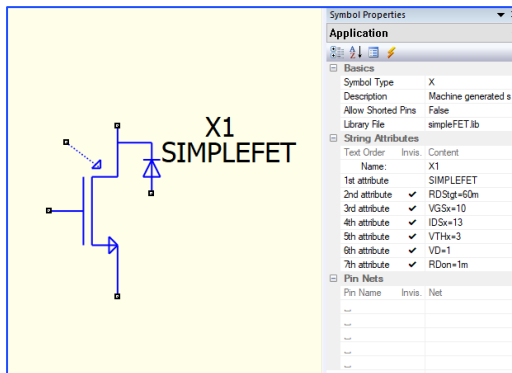 X1
SIMPLEFET
Symbol Properties
Application
Basics
Symbol Type X
Description Machine generated s
Allow Shorted Pins False
Library File simpleFET.lib
String Attributes
Text Order Invis. Content
Name: X1
1st attribute SIMPLEFET
2nd attribute ✔ RDStgt=60m
3rd attribute ✔ VGSx=10
4th attribute ✔ IDSx=13
5th attribute ✔ VTHx=3
6th attribute ✔ VD=1
7th attribute ✔ RDon=1m
Pin Nets
Pin Name Invis. Net